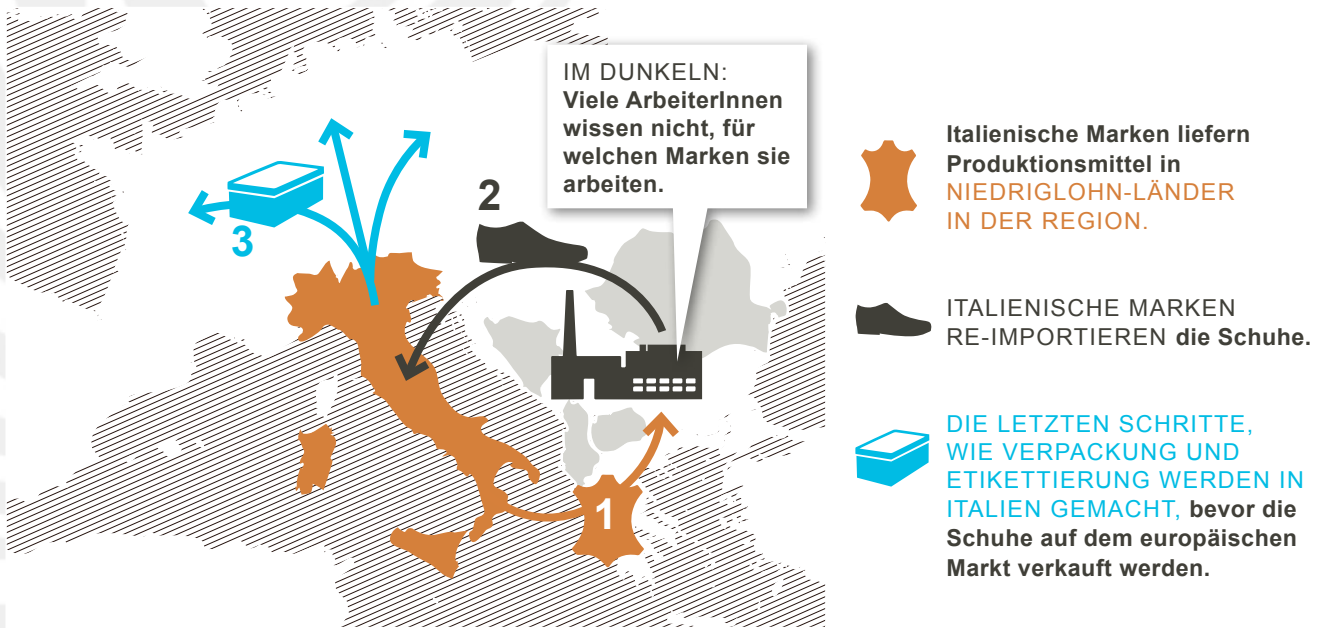 IM DUNKELN:
Viele ArbeiterInnen
wissen nicht, für
welchen Marken sie
arbeiten.
2
3
1
Italienische Marken liefern
Produktionsmittel in
NIEDRIGLOHN-LÄNDER
IN DER REGION.
ITALIENISCHE MARKEN
RE-IMPORTIEREN die Schuhe.
DIE LETZTEN SCHRITTE,
WIE VERPACKUNG UND
ETIKETTIERUNG WERDEN IN
ITALIEN GEMACHT, bevor die
Schuhe auf dem europäischen
Markt verkauft werden.